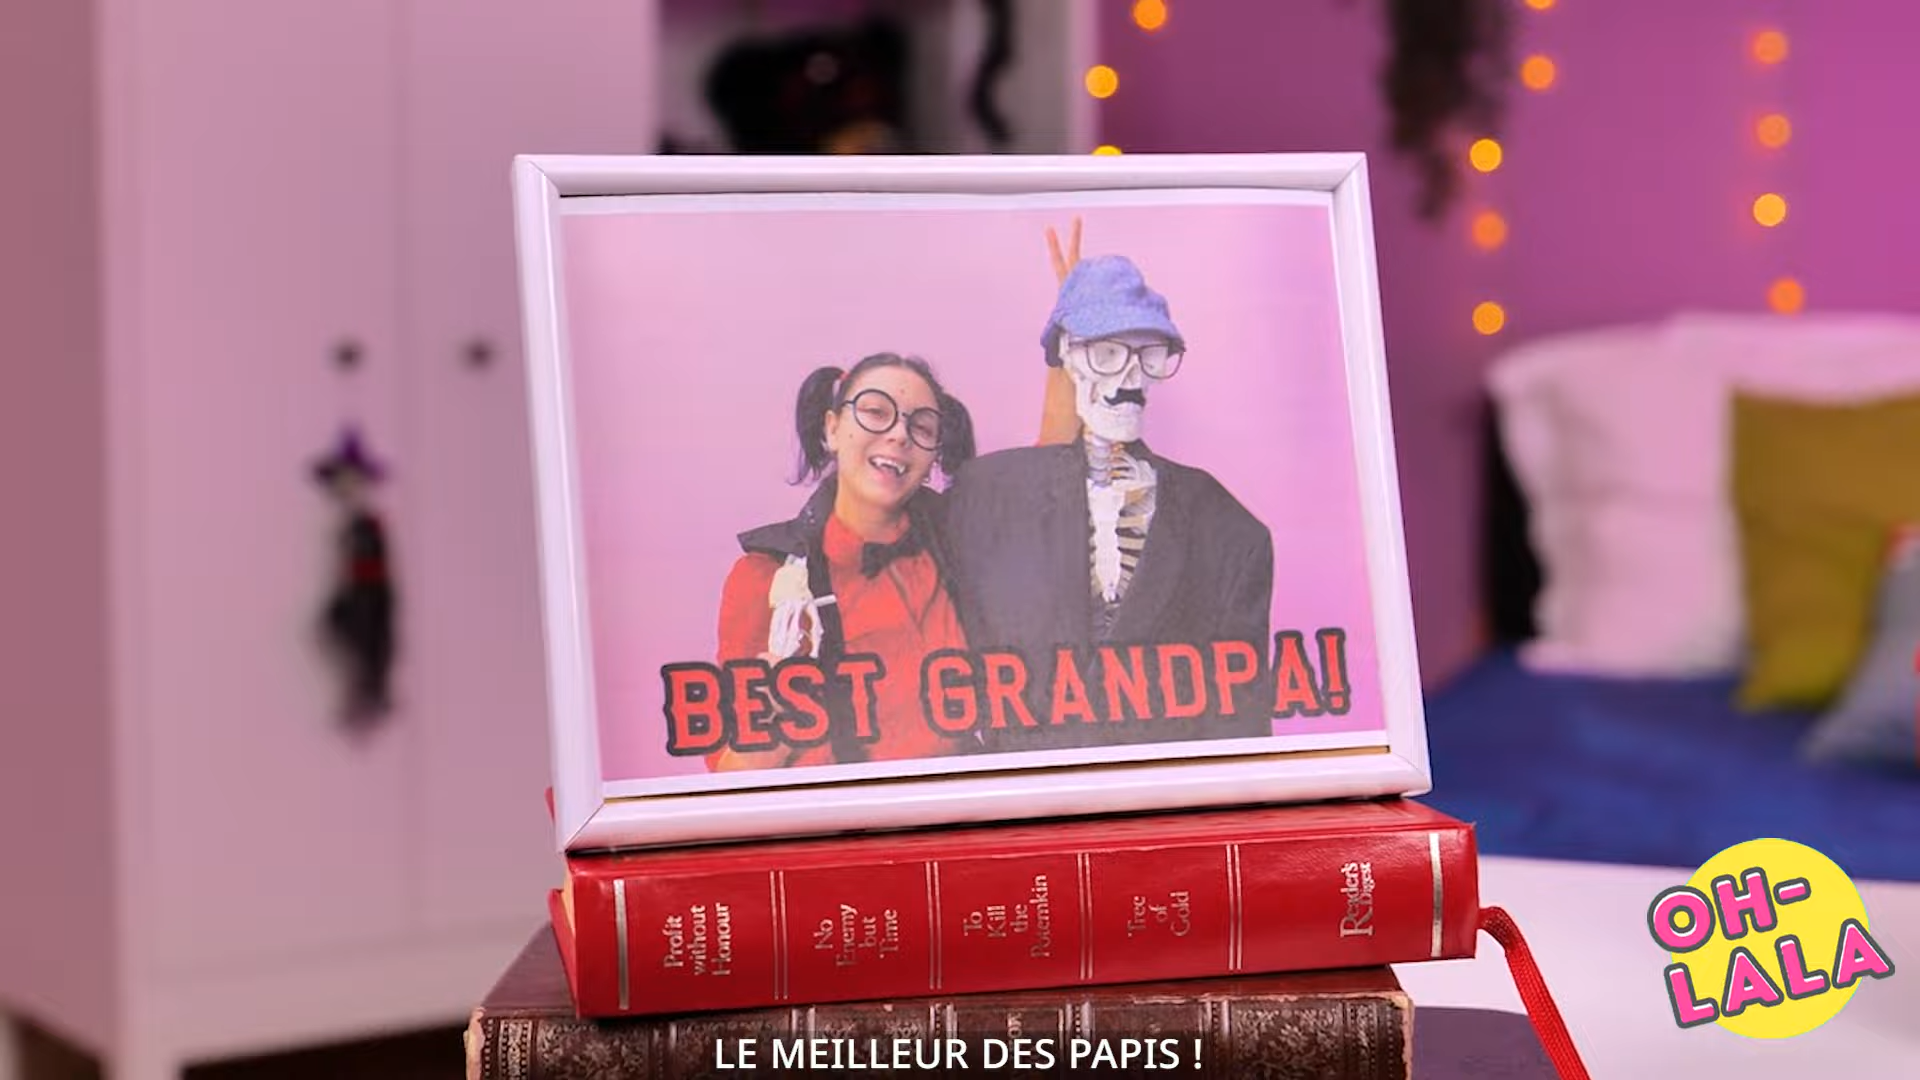 BEST GRANDPA!
Profit
without
Honour
No
Enemy
but
Time
To
Kill
the
Potemkin
Tree
of
Gold
Reader's
Digest
OH-
LALA
LE MEILLEUR DES PAPIS !